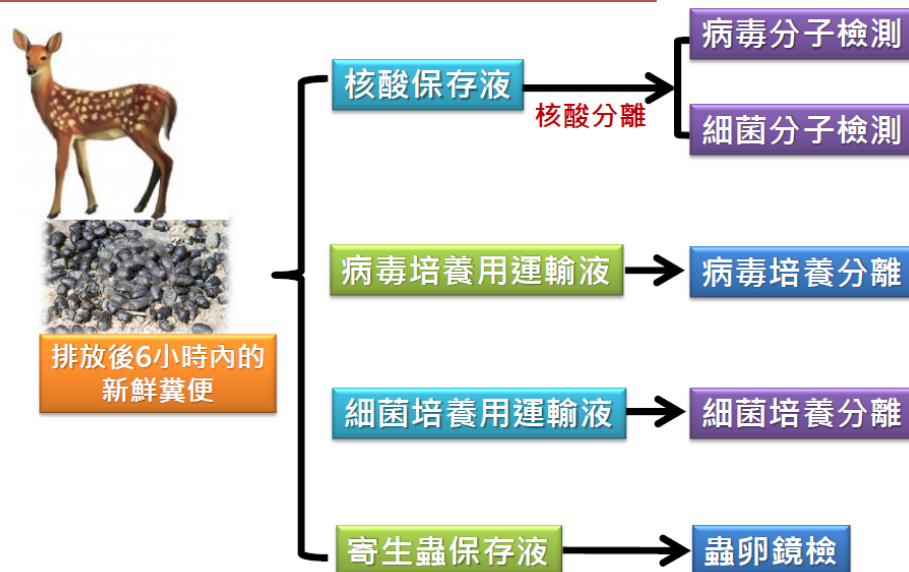 病毒分子檢測
核酸保存液
核酸分離
細菌分子檢測
病毒培養用運輸液
病毒培養分離
排放後6小時內的
新鮮糞便
細菌培養用運輸液
細菌培養分離
寄生蟲保存液
蟲卵鏡檢